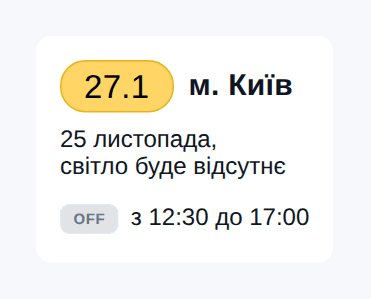 27.1 м. Київ
25 листопада,
світло буде відсутнє
OFF з 12:30 до 17:00